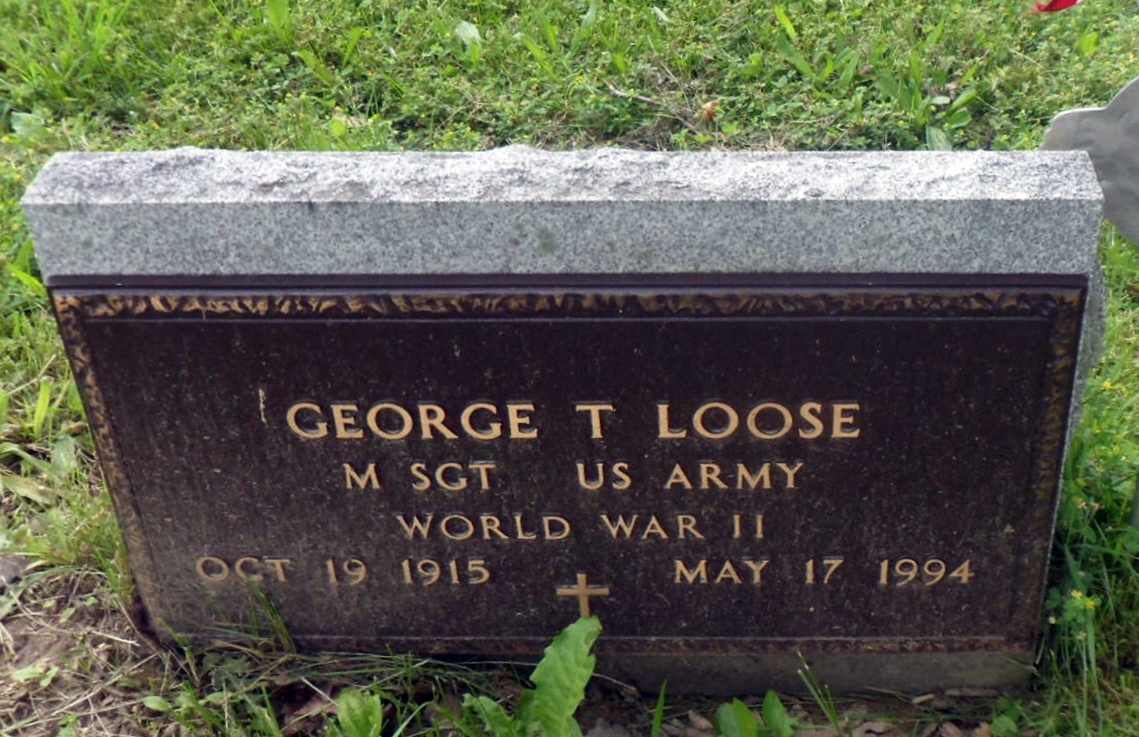 GEORGE T LOOSE
M SGT US ARMY
WORLD WAR II
OCT 19 1915 MAY 17 1994